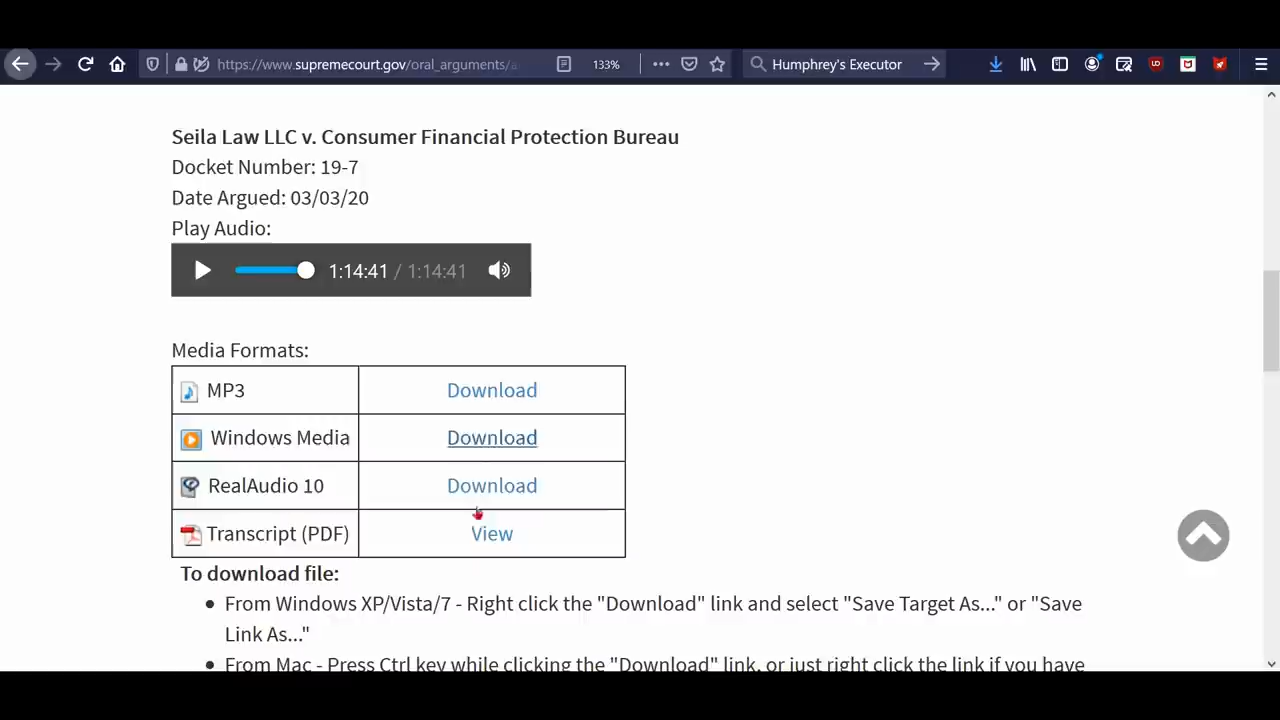 https://www.supremecourt.gov/oral_arguments/
133%
Humphrey's Executor
Seila Law LLC v. Consumer Financial Protection Bureau
Docket Number: 19-7
Date Argued: 03/03/20
Play Audio:
1:14:41 / 1:14:41
Media Formats:
MP3 Download
Windows Media Download
RealAudio 10 Download
Transcript (PDF) View
To download file:
From Windows XP/Vista/7 - Right click the "Download" link and select "Save Target As..." or "Save
Link As..."
From Mac - Press Ctrl key while clicking the "Download" link, or just right click the link if you have